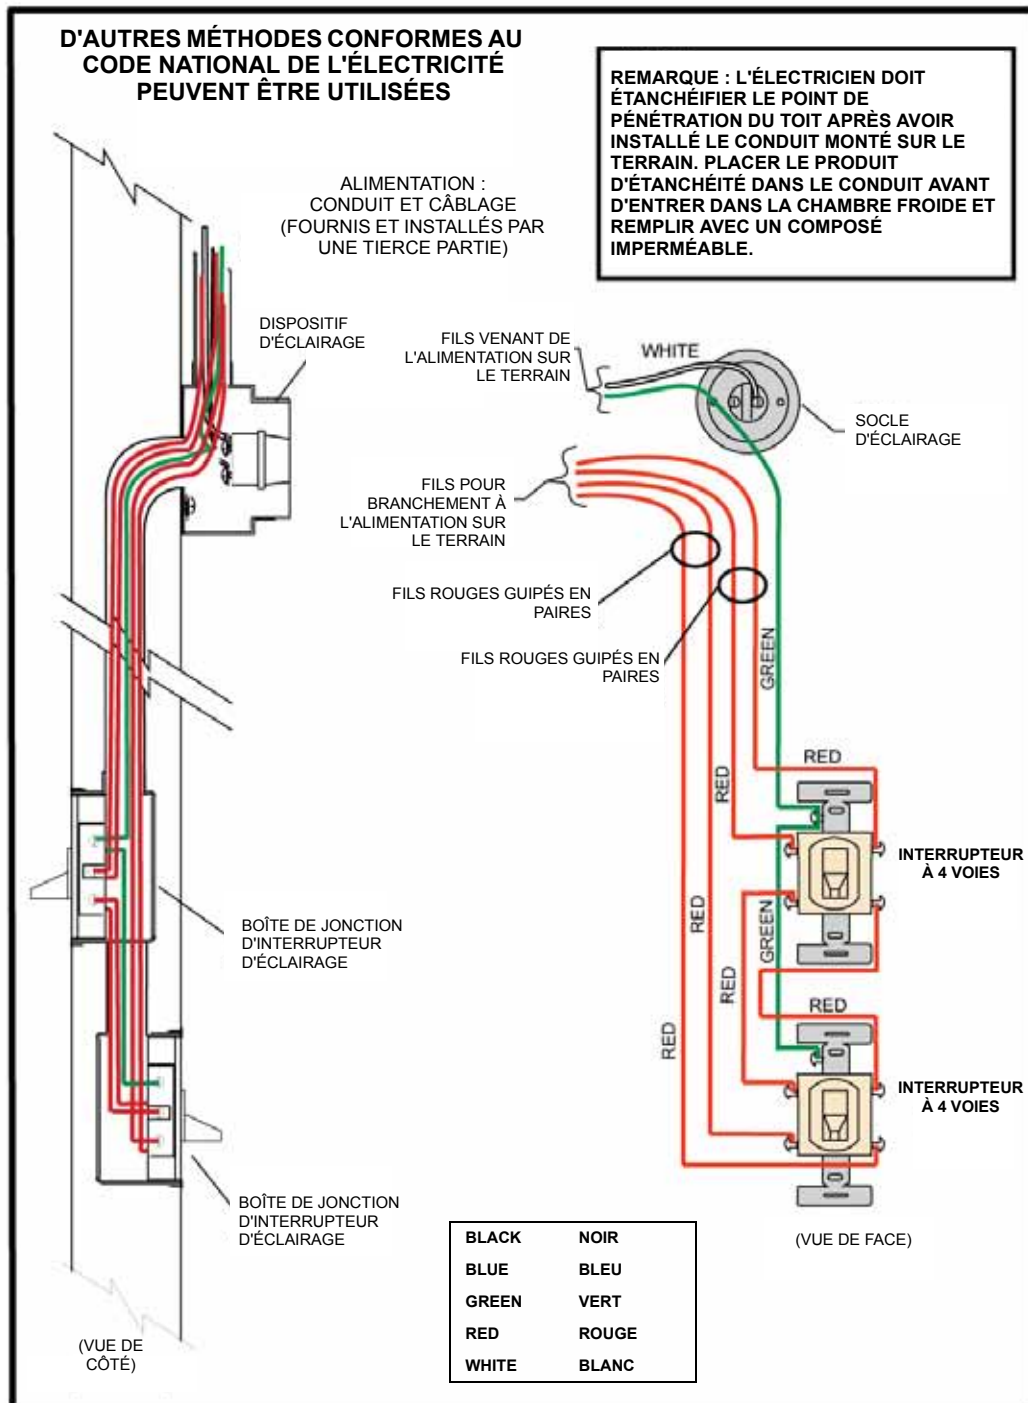 D'AUTRES MÉTHODES CONFORMES AU
CODE NATIONAL DE L'ÉLECTRICITÉ
PEUVENT ÊTRE UTILISÉES
REMARQUE : L'ÉLECTRICIEN DOIT
ÉTANCHÉIFIER LE POINT DE
PÉNÉTRATION DU TOIT APRÈS AVOIR
INSTALLÉ LE CONDUIT MONTÉ SUR LE
TERRAIN. PLACER LE PRODUIT
D'ÉTANCHÉITÉ DANS LE CONDUIT AVANT
D'ENTRER DANS LA CHAMBRE FROIDE ET
REMPLIR AVEC UN COMPOSÉ
IMPERMÉABLE.
ALIMENTATION :
CONDUIT ET CÂBLAGE
(FOURNIS ET INSTALLÉS PAR
UNE TIERCE PARTIE)
DISPOSITIF
D'ÉCLAIRAGE
FILS VENANT DE
L'ALIMENTATION SUR
LE TERRAIN
WHITE
SOCLE
D'ÉCLAIRAGE
FILS POUR
BRANCHEMENT À
L'ALIMENTATION SUR
LE TERRAIN
FILS ROUGES GUIPÉS EN
PAIRES
FILS ROUGES GUIPÉS EN
PAIRES
GREEN
RED
RED
INTERRUPTEUR
À 4 VOIES
RED
GREEN
RED
RED
RED
INTERRUPTEUR
À 4 VOIES
BOÎTE DE JONCTION
D'INTERRUPTEUR
D'ÉCLAIRAGE
BOÎTE DE JONCTION
D'INTERRUPTEUR
D'ÉCLAIRAGE
(VUE DE FACE)
BLACK NOIR
BLUE BLEU
GREEN VERT
RED ROUGE
WHITE BLANC
(VUE DE
CÔTÉ)